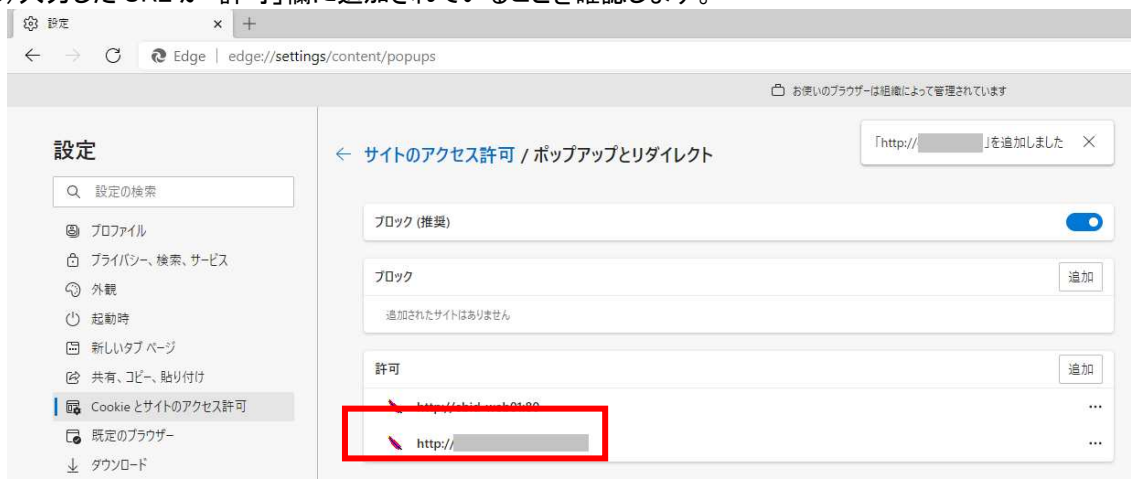 入力したURLが「許可」欄に追加されていることを確認します。
設定
Edge | edge://settings/content/popups
お使いのブラウザーは組織によって管理されています
設定
サイトのアクセス許可 / ポップアップとリダイレクト
「http:// 」を追加しました
設定の検索
プロファイル
プライバシー、検索、サービス
外観
起動時
新しいタブ ページ
共有、コピー、貼り付け
Cookie とサイトのアクセス許可
既定のブラウザー
ダウンロード
ブロック (推奨)
ブロック
追加
追加されたサイトはありません
許可
追加
http://